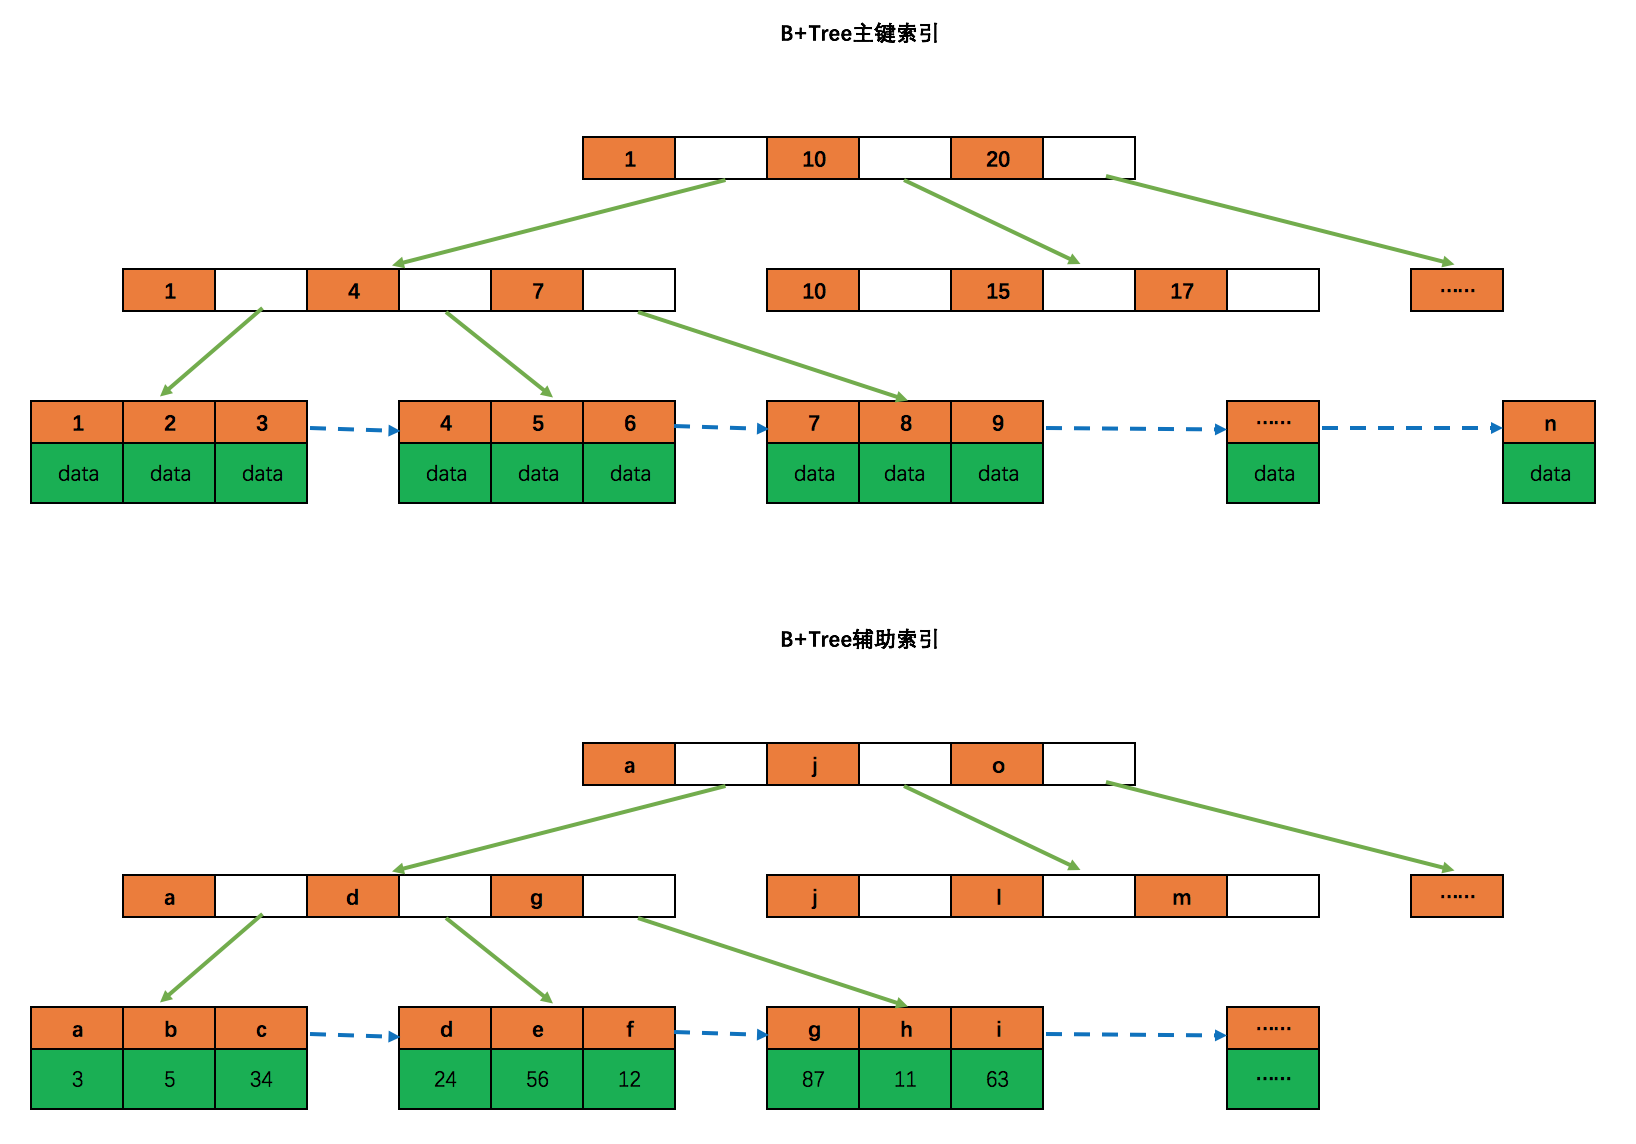 B+Tree主键索引
1 10 20
1 4 7 10 15 17 ……
1 2 3 4 5 6 7 8 9 …… n
data data data data data data data data data data data
B+Tree辅助索引
a j o
a d g j l m ……
a b c d e f g h i ……
3 5 34 24 56 12 87 11 63 ……